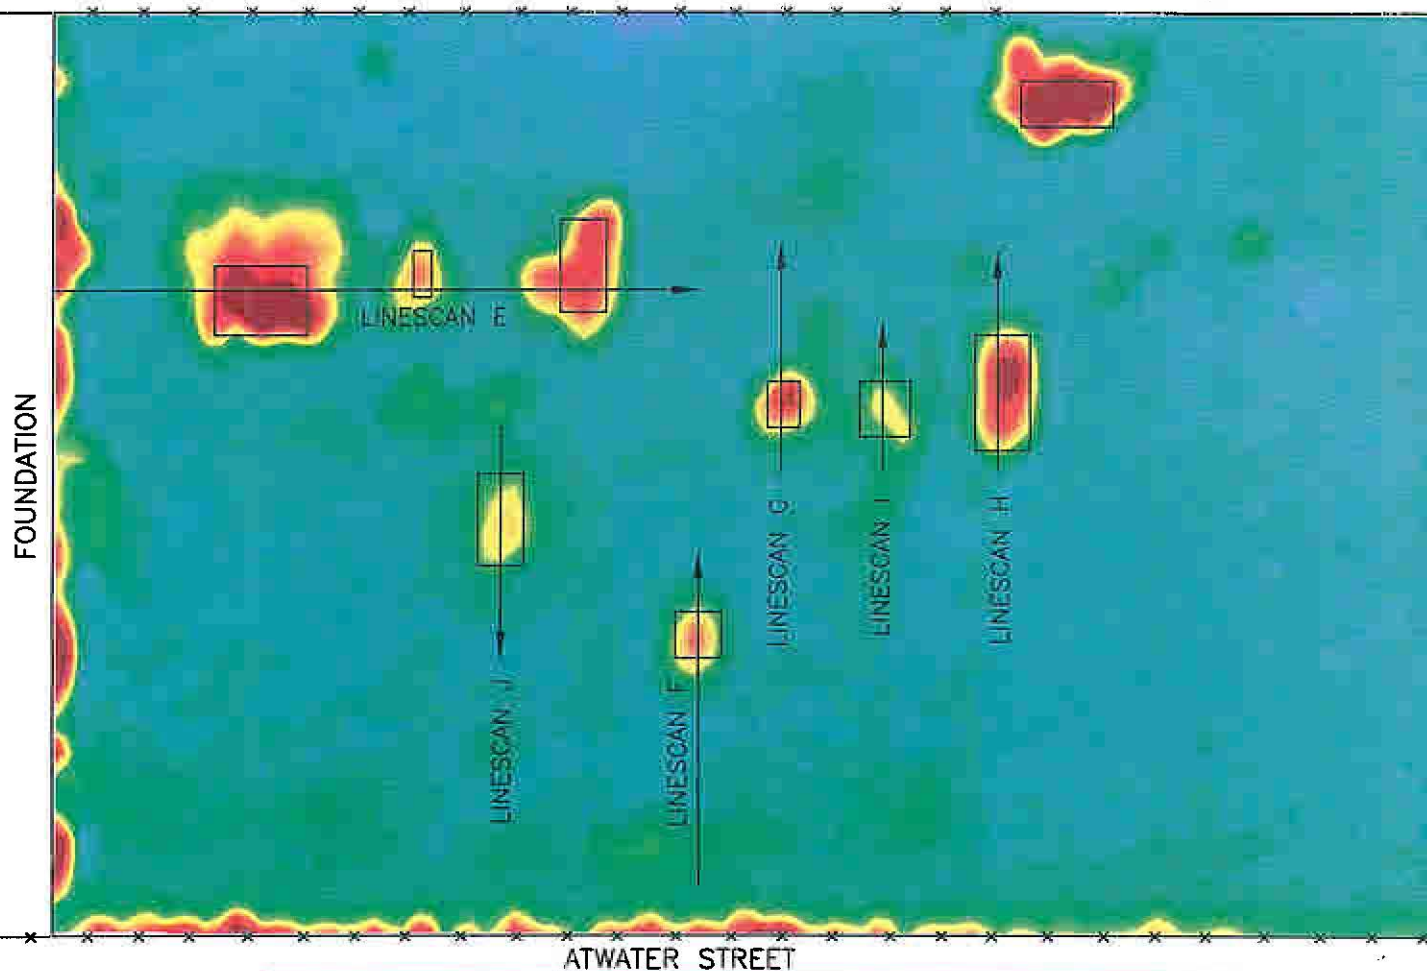 LINESCAN E
FOUNDATION
LINESCAN G
LINESCAN I
LINESCAN H
LINESCAN J
LINESCAN F
ATWATER STREET